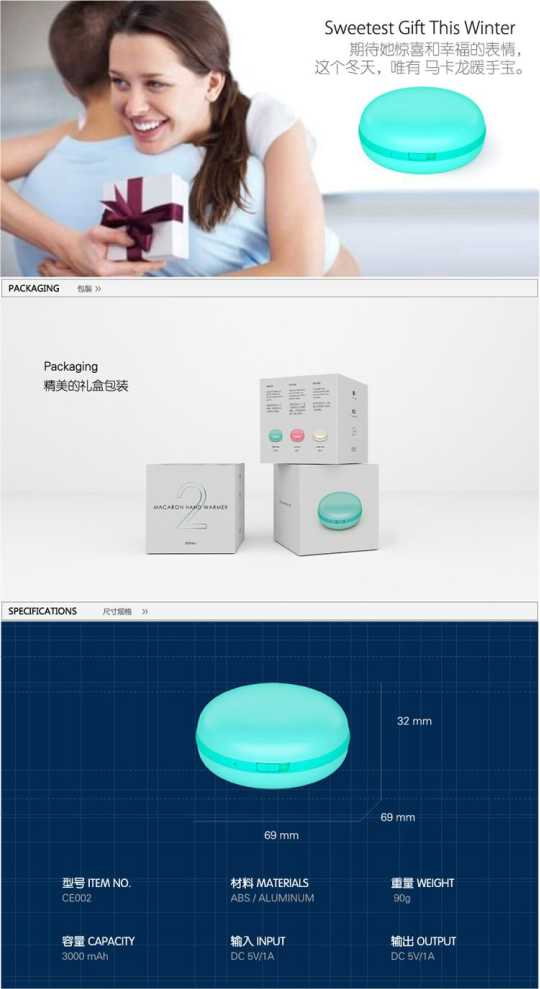 Sweetest Gift This Winter
期待她惊喜和幸福的表情，
这个冬天，唯有 马卡龙暖手宝。
PACKAGING 包装 >>
Packaging
精美的礼盒包装
2
MACARON HAND WARMER
SPECIFICATIONS 尺寸规格 >>
32 mm
69 mm
69 mm
型号 ITEM NO.
CE002
材料 MATERIALS
ABS / ALUMINUM
重量 WEIGHT
90g
容量 CAPACITY
3000 mAh
输入 INPUT
DC 5V/1A
输出 OUTPUT
DC 5V/1A